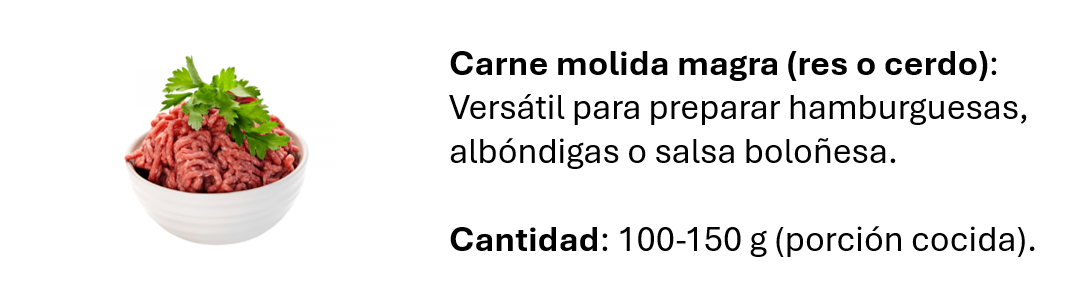 Carne molida magra (res o cerdo):
Versátil para preparar hamburguesas,
albóndigas o salsa boloñesa.
Cantidad: 100-150 g (porción cocida).